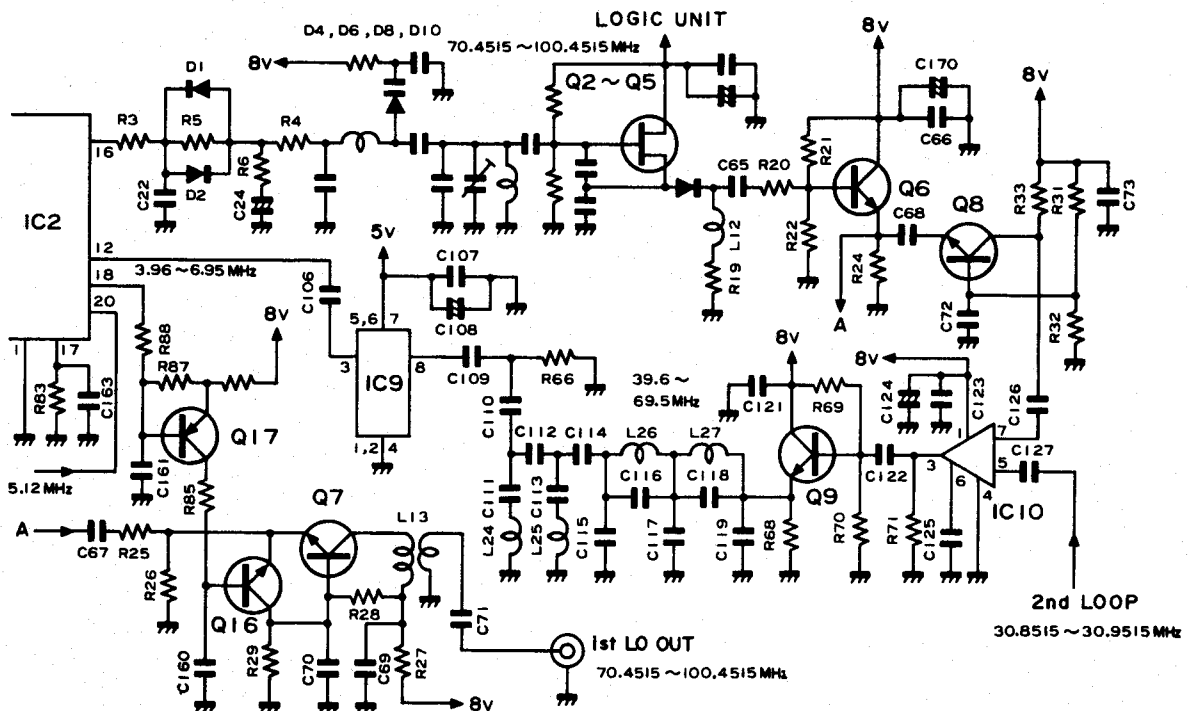 LOGIC UNIT
D4, D6, D8, D10
70.4515～100.4515 MHz
8V
8V
D1
Q2～Q5
C170
8V
R3
R5
R4
C66
16
R21
C65
R20
D2
R6
C22
C24
Q6
R33
R31
C73
IC2
C68
Q8
12
5V
R22
L12
R19
R24
3.96～6.95 MHz
C107
18
C106
20
8V
C108
A
C72
R32
5,6
7
8V
8V
1
17
R88
R87
3
IC9
8
C109
R66
39.6～
69.5 MHz
C121
R69
C124
C123
C126
R83
C163
C110
1
7
Q17
1,2
4
C112
C114
L26
L27
3
C127
5
C116
C118
C122
6
5.12 MHz
C161
R85
C111
C113
Q9
4
IC10
Q7
L13
L24
L25
C115
C117
C119
R68
R70
R71
C125
A
C67
R25
R26
R28
2nd LOOP
C71
30.8515～30.9515 MHz
Q16
1st LO OUT
C160
R29
C70
C69
R27
70.4515～100.4515 MHz
8V